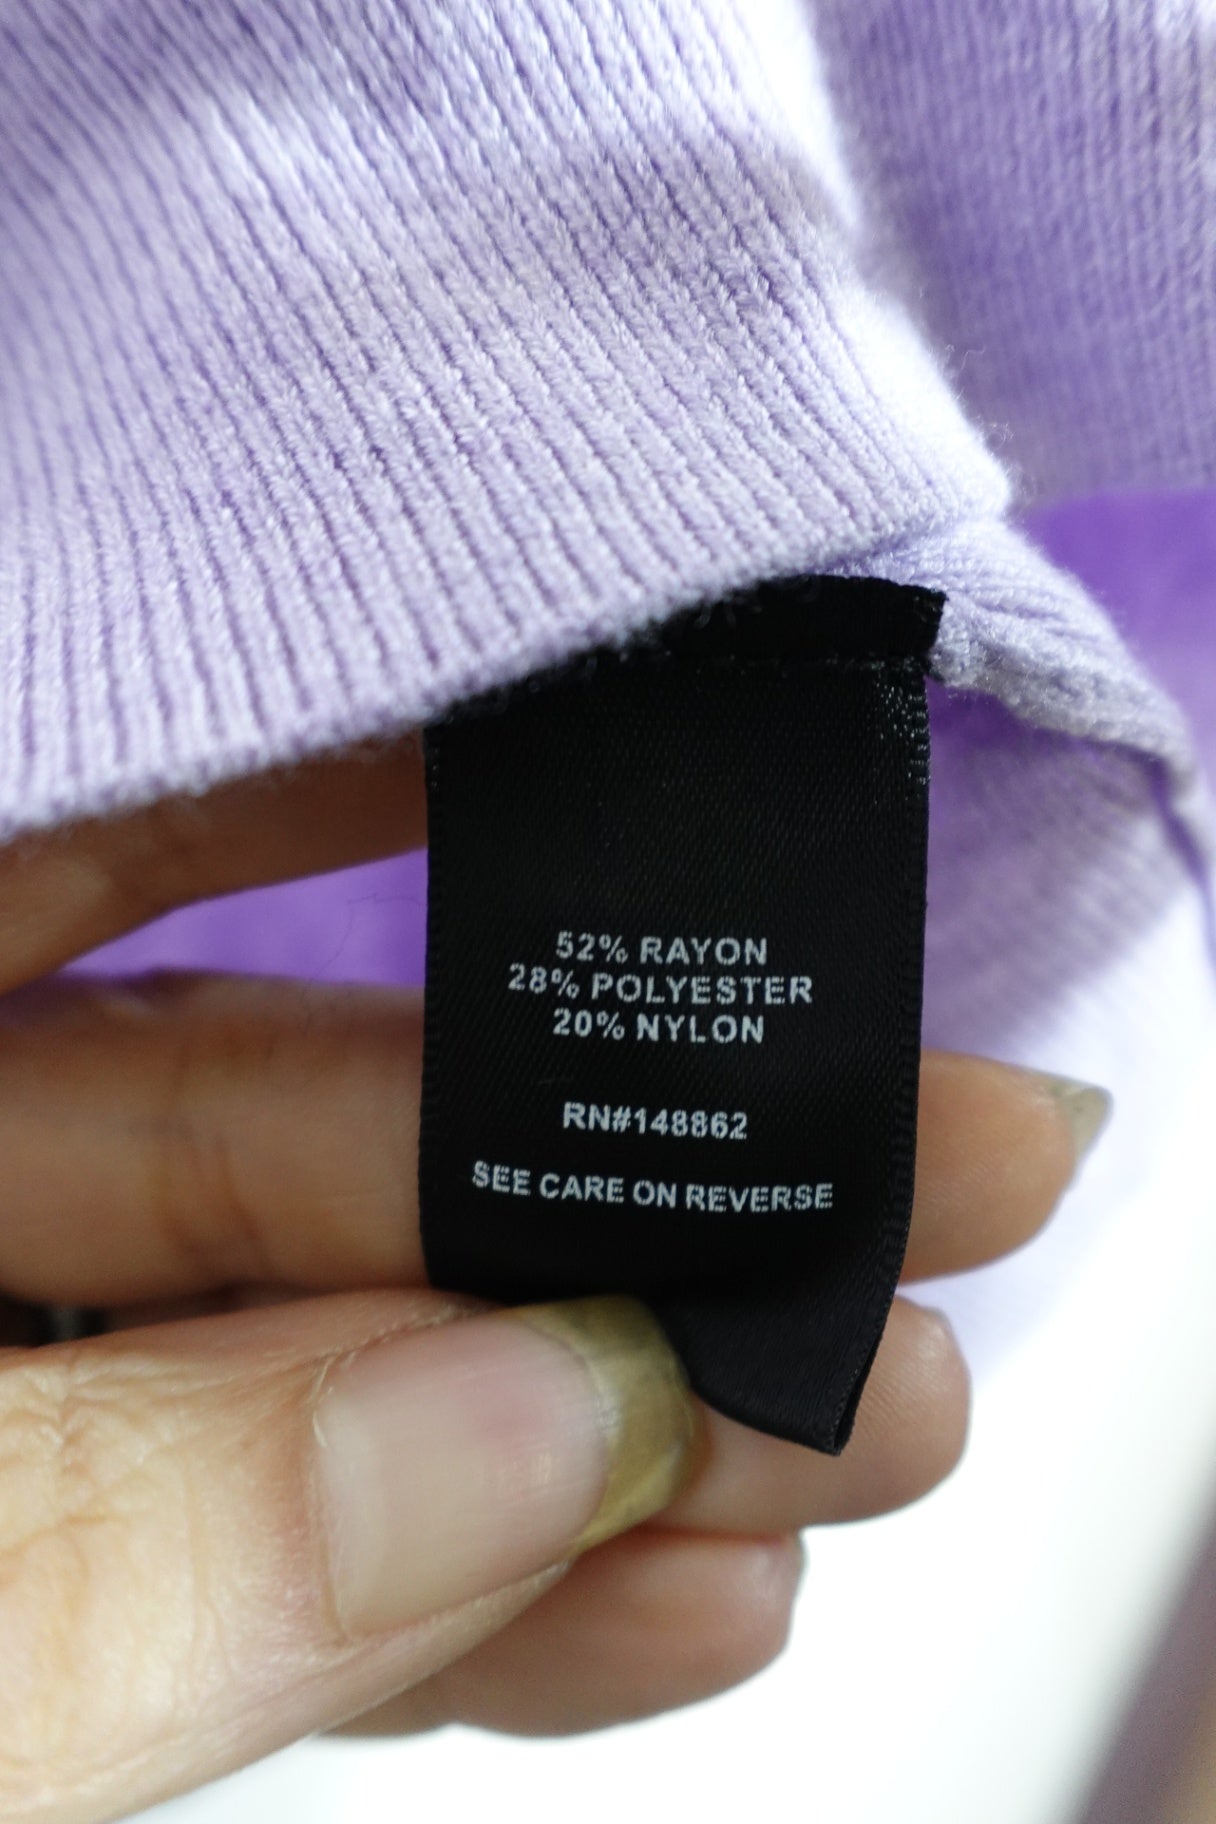 52% RAYON
28% POLYESTER
20% NYLON
RN#148862
SEE CARE ON REVERSE